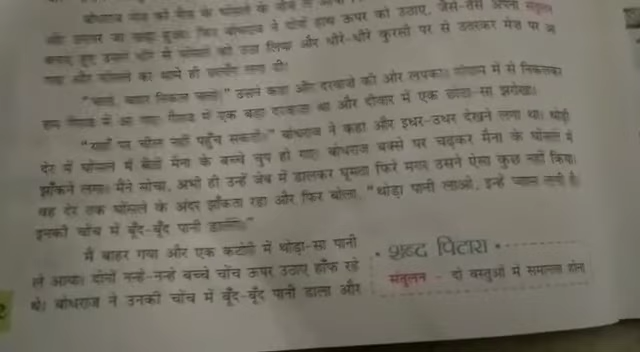 बोधराज मेज को मैना के घोंसले के नीचे
और ऊपर जा खड़ा हुआ। फिर बोधराज ने दोनों हाथ ऊपर को उठाए, जैसे-तैसे अपना संतुलन
हुए उसने धीरे से घोंसले को उठा लिया और धीरे-धीरे कुरसी पर से उतरकर मेज पर आ
गया और घोंसले को थामे ही छलाँग लगा दी।
"चलो, बाहर निकल चलो।" उसने कहा और दरवाजे की ओर लपका। गोदाम में से निकलकर
हम गैराज में आ गए। गैराज में एक बड़ा दरवाजा था और दीवार में एक छोटा-सा झरोखा।
"यहाँ पर चील नहीं पहुँच सकती।" बोधराज ने कहा और इधर-उधर देखने लगा था। थोड़ी
देर में घोंसले में बैठे मैना के बच्चे चुप हो गए। बोधराज बक्से पर चढ़कर मैना के घोंसले में
झाँकने लगा। मैंने सोचा, अभी ही उन्हें जेब में डालकर घूमता फिरे मगर उसने ऐसा कुछ नहीं किया।
वह देर तक घोंसले के अंदर झाँकता रहा और फिर बोला, "थोड़ा पानी लाओ, इन्हें प्यास लगी है।
इनकी चोंच में बूँद-बूँद पानी डालेंगे।"
मैं बाहर गया और एक कटोरी में थोड़ा-सा पानी
ले आया। दोनों नन्हे-नन्हे बच्चे चोंच ऊपर उठाए हाँफ रहे
थे। बोधराज ने उनकी चोंच में बूँद-बूँद पानी डाला और
• शब्द पिटारा •
संतुलन - दो वस्तुओं में समानता होना